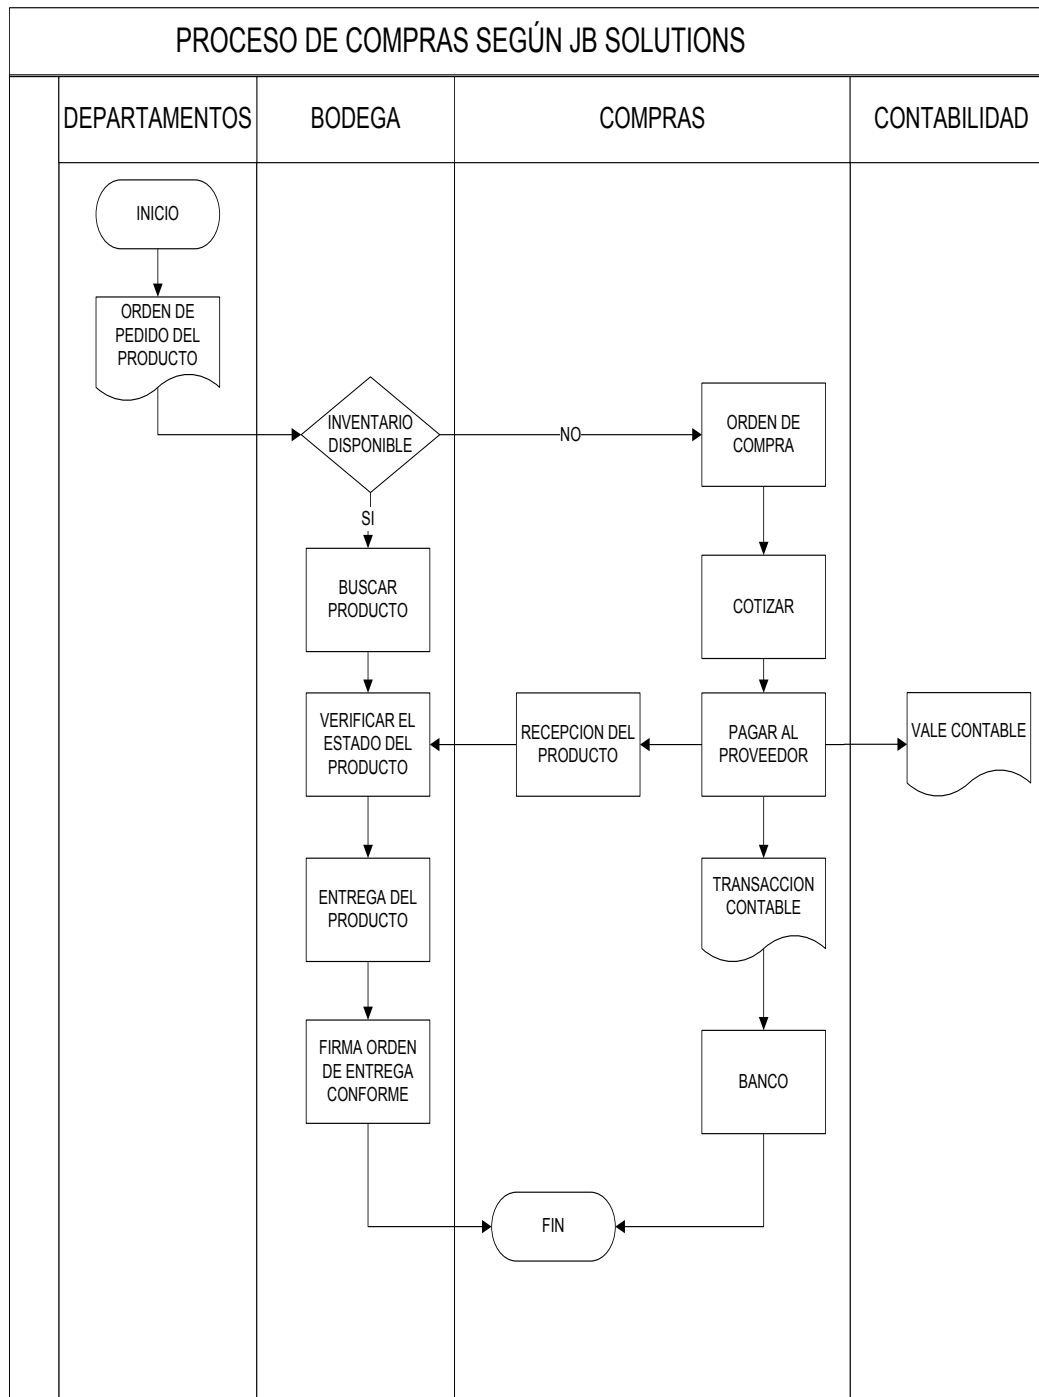 PROCESO DE COMPRAS SEGÚN JB SOLUTIONS
DEPARTAMENTOS
BODEGA
COMPRAS
CONTABILIDAD
INICIO
ORDEN DE
PEDIDO DEL
PRODUCTO
INVENTARIO
DISPONIBLE
NO
ORDEN DE
COMPRA
SI
BUSCAR
PRODUCTO
COTIZAR
VERIFICAR EL
ESTADO DEL
PRODUCTO
RECEPCION DEL
PRODUCTO
PAGAR AL
PROVEEDOR
VALE CONTABLE
ENTREGA DEL
PRODUCTO
TRANSACCION
CONTABLE
FIRMA ORDEN
DE ENTREGA
CONFORME
BANCO
FIN